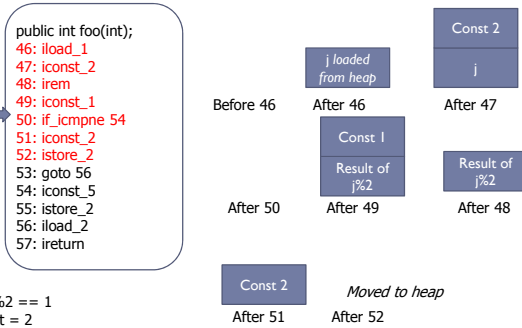 public int foo(int);
46: iload_1
47: iconst_2
48: irem
49: iconst_1
50: if_icmpne 54
51: iconst_2
52: istore_2
53: goto 56
54: iconst_5
55: istore_2
56: iload_2
57: ireturn
%2 == 1
t = 2
Before 46
j loaded
from heap
After 46
Const 2
j
After 47
After 50
Const 1
Result of
j%2
After 49
Result of
j%2
After 48
Const 2
After 51
Moved to heap
After 52